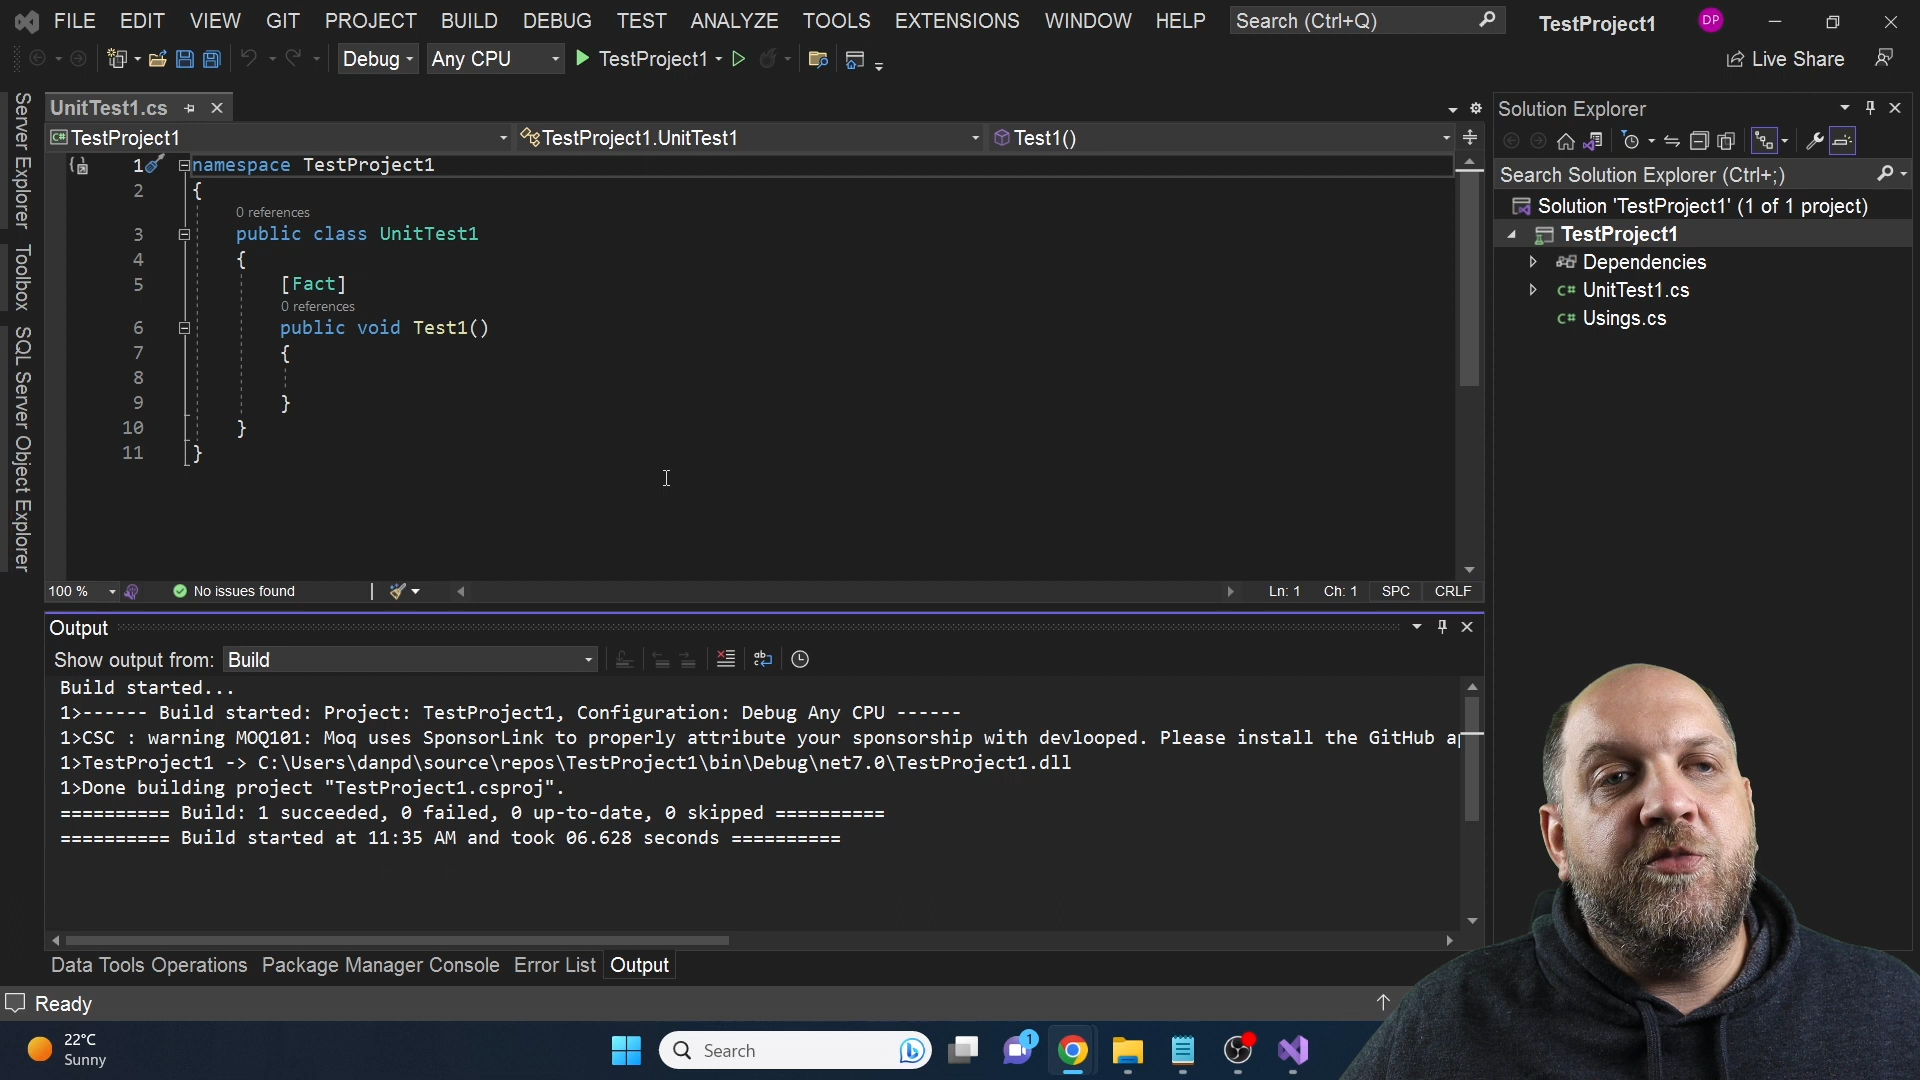 FILE EDIT VIEW GIT PROJECT BUILD DEBUG TEST ANALYZE TOOLS EXTENSIONS WINDOW HELP Search (Ctrl+Q) TestProject1 DP
Debug Any CPU TestProject1 Live Share
Server Explorer
Toolbox
SQL Server Object Explorer
UnitTest1.cs
TestProject1 TestProject1.UnitTest1 Test1()
1 namespace TestProject1
2 {
0 references
3 public class UnitTest1
4 {
5 [Fact]
0 references
6 public void Test1()
7 {
8
9 }
10 }
11 }
100 % No issues found Ln: 1 Ch: 1 SPC CRLF
Output
Show output from: Build
Build started...
1>------ Build started: Project: TestProject1, Configuration: Debug Any CPU ------
1>CSC : warning MOQ101: Moq uses SponsorLink to properly attribute your sponsorship with devlooped. Please install the GitHub
1>TestProject1 -> C:\Users\danpd\source\repos\TestProject1\bin\Debug\net7.0\TestProject1.dll
1>Done building project "TestProject1.csproj".
========== Build: 1 succeeded, 0 failed, 0 up-to-date, 0 skipped ==========
========== Build started at 11:35 AM and took 06.628 seconds ==========
Data Tools Operations Package Manager Console Error List Output
Solution Explorer
Search Solution Explorer (Ctrl+;)
Solution 'TestProject1' (1 of 1 project)
TestProject1
Dependencies
C# UnitTest1.cs
C# Usings.cs
Ready
22°C
Sunny
Search
1